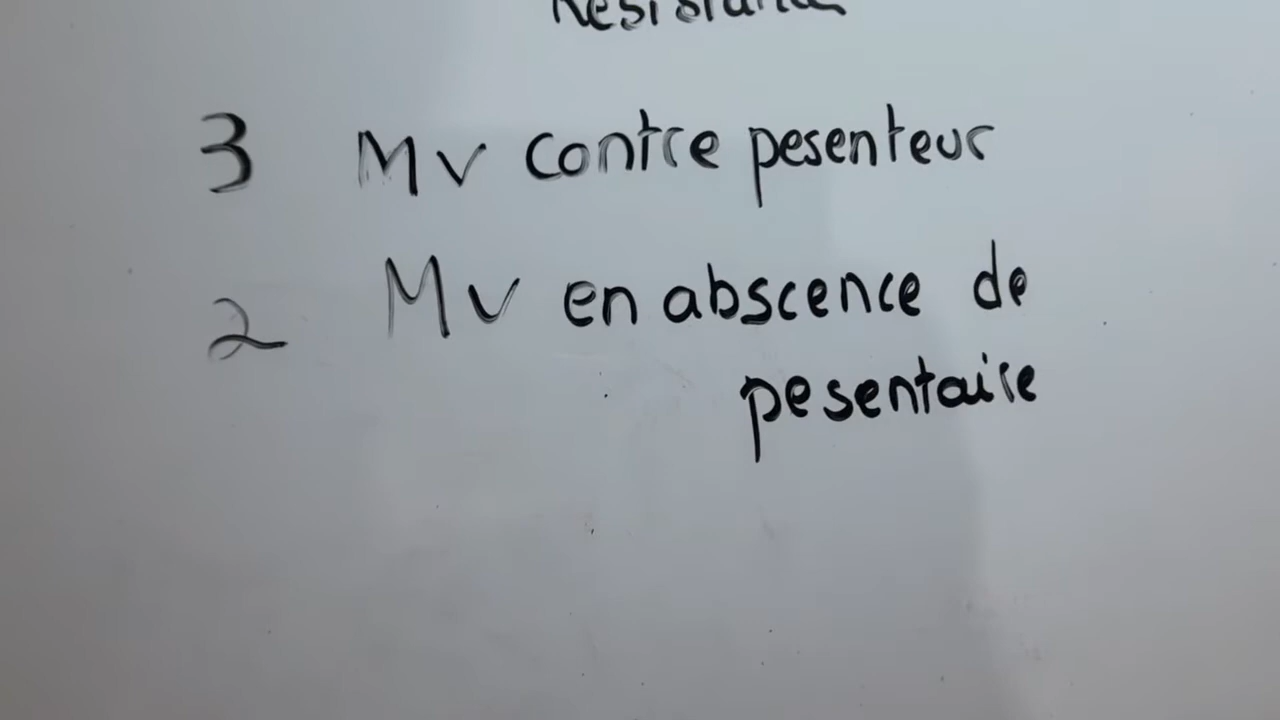 3 MV contre pesenteur
2 MV en abscence de
pesentaire